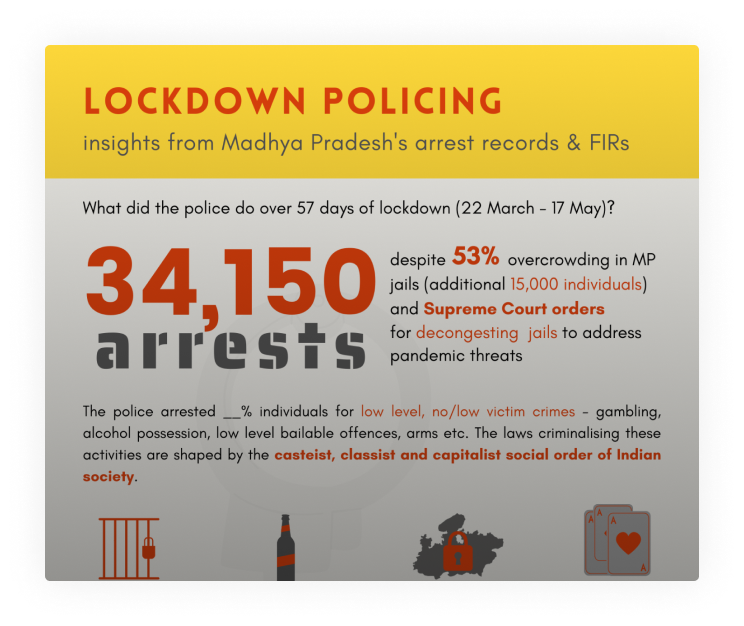 LOCKDOWN POLICING
insights from Madhya Pradesh's arrest records & FIRs
What did the police do over 57 days of lockdown (22 March - 17 May)?
34,150
arrests
despite 53% overcrowding in MP
jails (additional 15,000 individuals)
and Supreme Court orders
for decongesting jails to address
pandemic threats
The police arrested __% individuals for low level, no/low victim crimes - gambling,
alcohol possession, low level bailable offences, arms etc. The laws criminalising these
activities are shaped by the casteist, classist and capitalist social order of Indian
society.
A A A
A